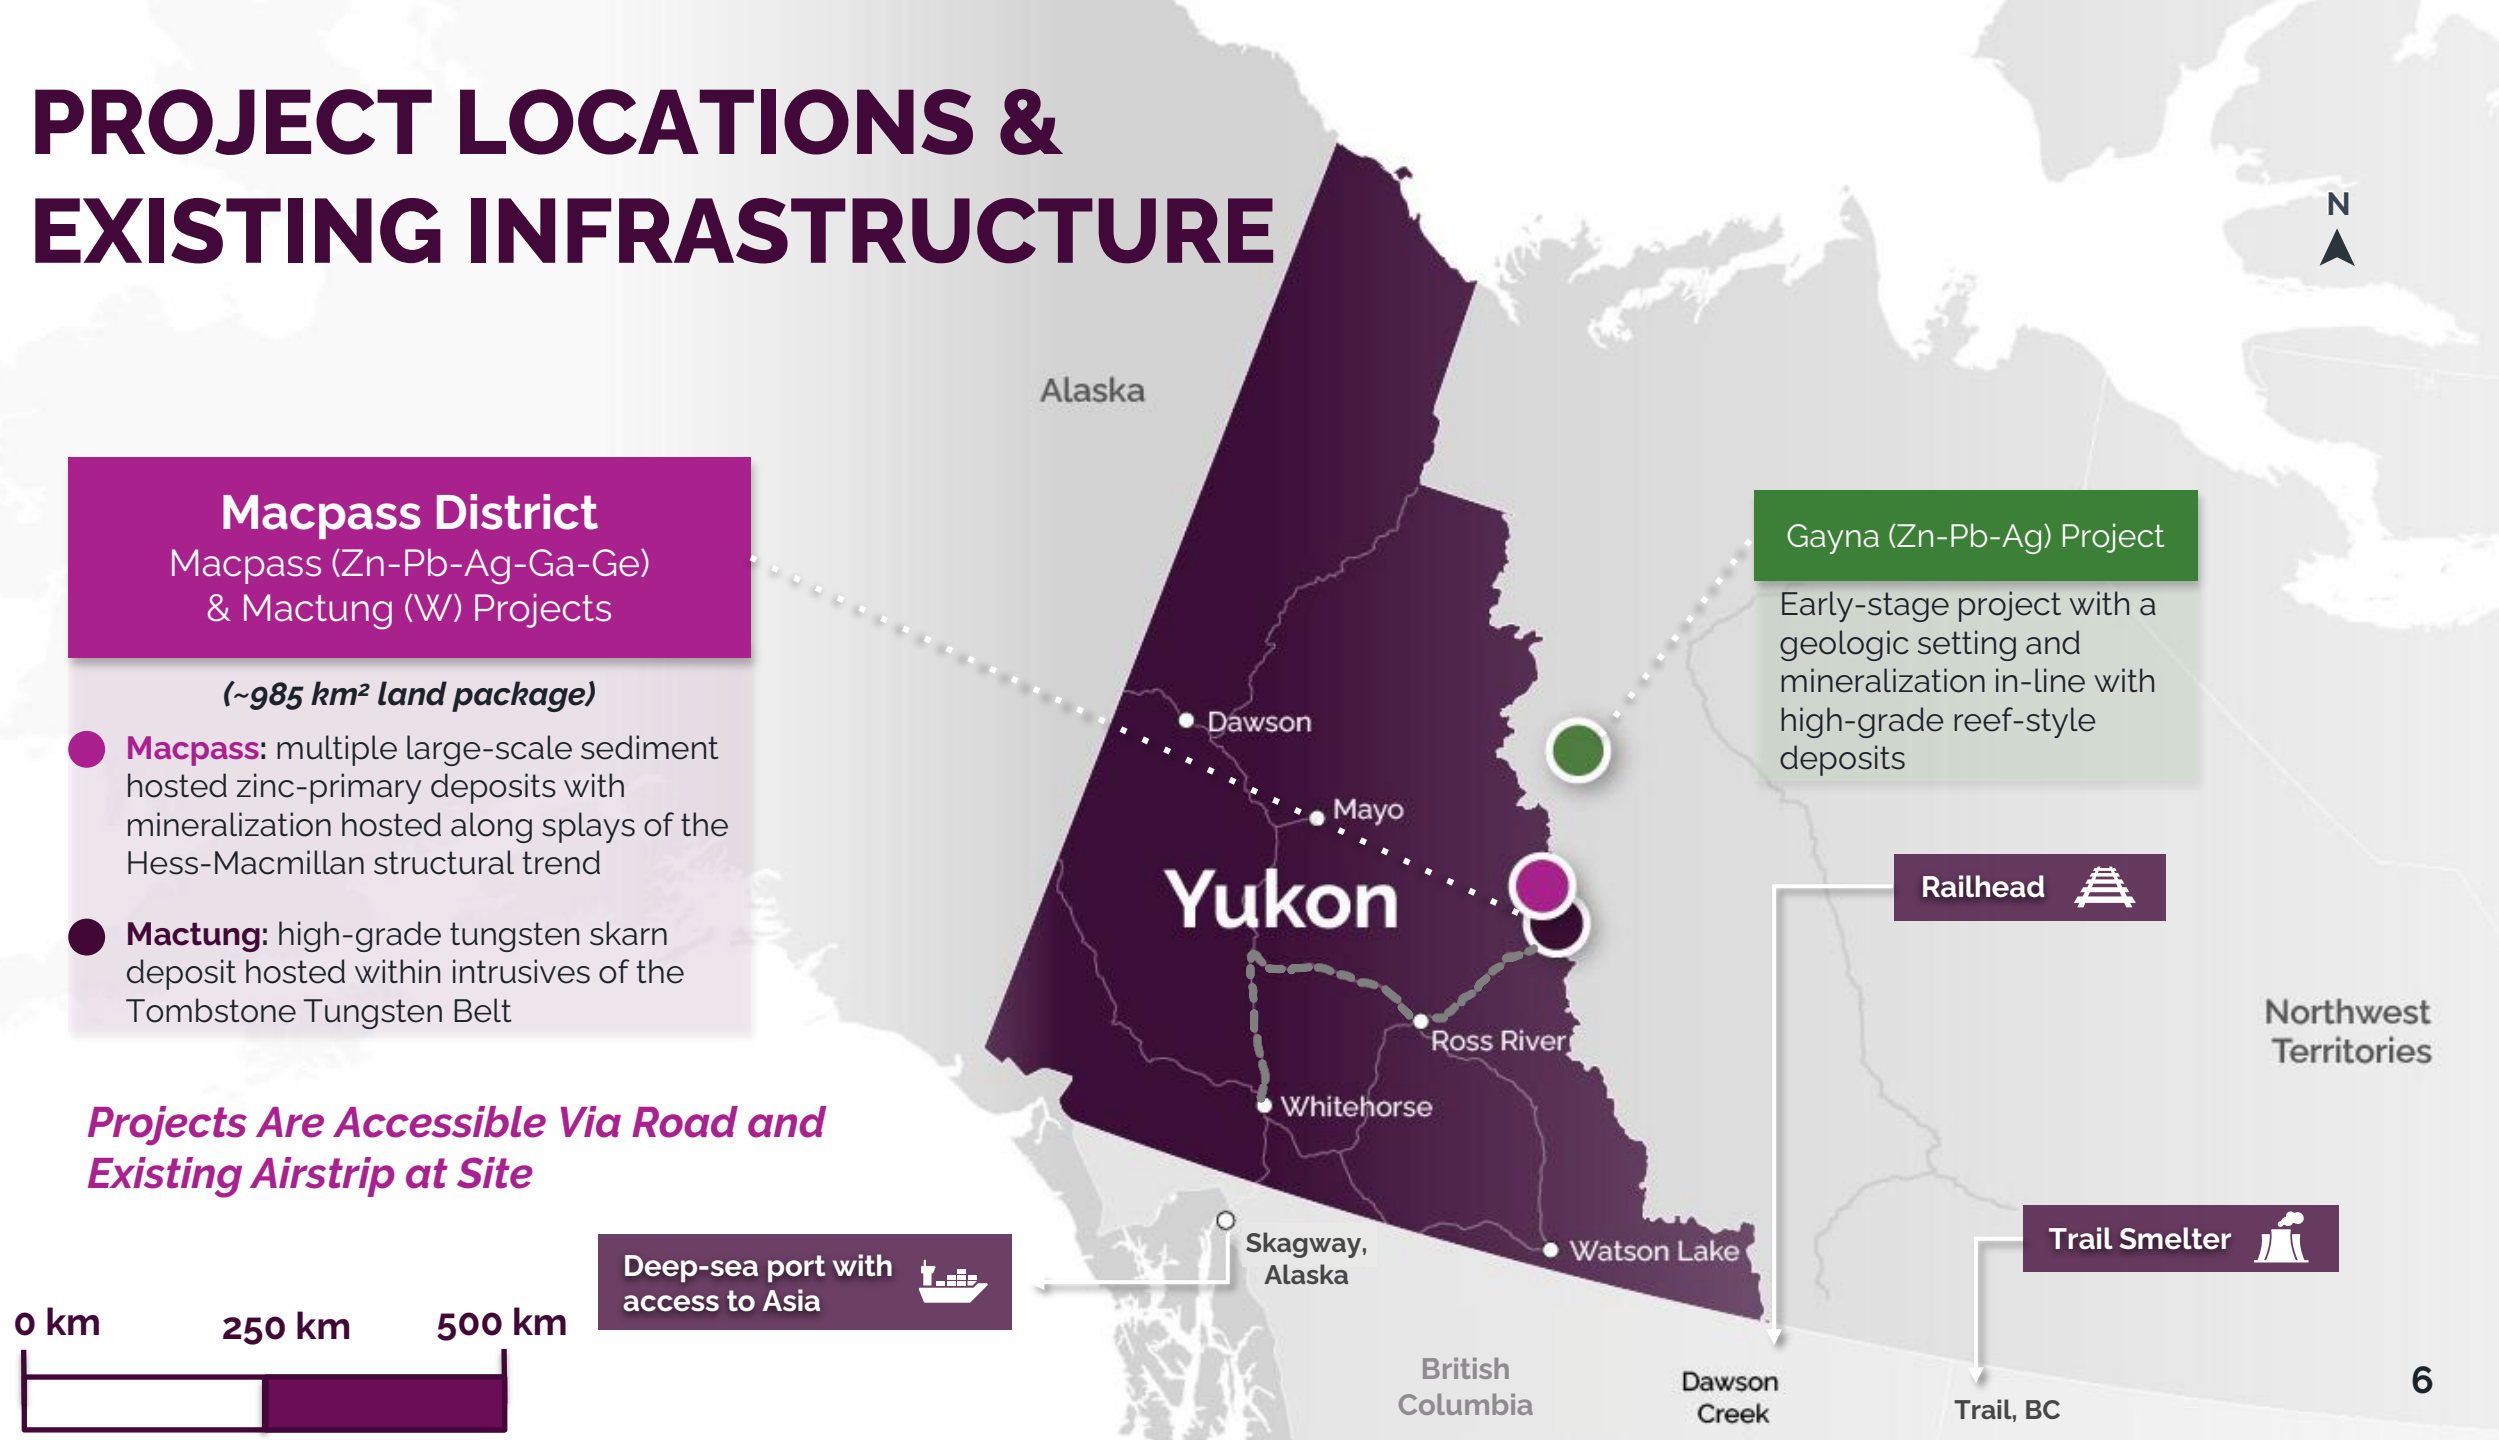 PROJECT LOCATIONS &
EXISTING INFRASTRUCTURE
N
Alaska
Macpass District
Macpass (Zn-Pb-Ag-Ga-Ge)
& Mactung (W) Projects
(~985 km² land package)
Macpass: multiple large-scale sediment
hosted zinc-primary deposits with
mineralization hosted along splays of the
Hess-Macmillan structural trend
Mactung: high-grade tungsten skarn
deposit hosted within intrusives of the
Tombstone Tungsten Belt
Gayna (Zn-Pb-Ag) Project
Early-stage project with a
geologic setting and
mineralization in-line with
high-grade reef-style
deposits
Dawson
Mayo
Yukon
Railhead
Ross River
Northwest
Territories
Whitehorse
Projects Are Accessible Via Road and
Existing Airstrip at Site
Skagway,
Alaska
Watson Lake
Trail Smelter
Deep-sea port with
access to Asia
0 km
250 km
500 km
British
Columbia
Dawson
Creek
Trail, BC
6